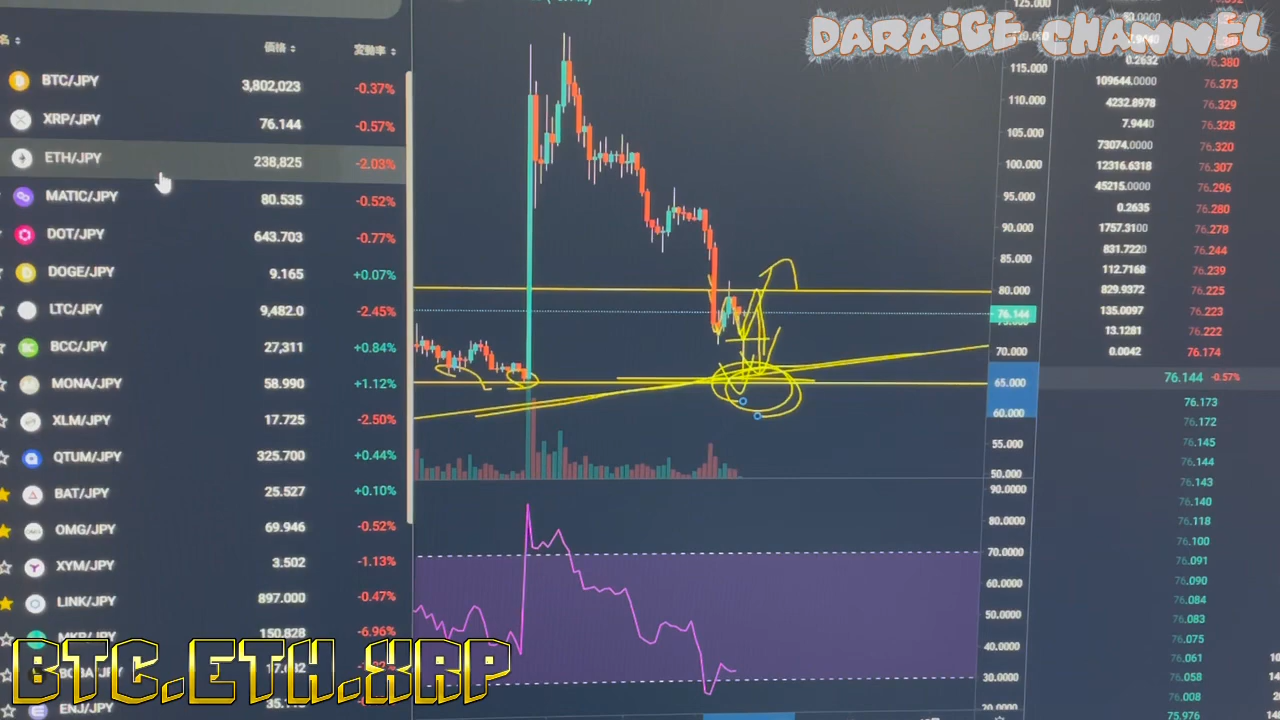 DARAIGE CHANNEL
名 価格 変動率
BTC/JPY 3,802,023 -0.37%
XRP/JPY 76.144 -0.57%
ETH/JPY 238,825 -2.03%
MATIC/JPY 80.535 -0.52%
DOT/JPY 643.703 -0.77%
DOGE/JPY 9.165 +0.07%
LTC/JPY 9,482.0 -2.45%
BCC/JPY 27,311 +0.84%
MONA/JPY 58.990 +1.12%
XLM/JPY 17.725 -2.50%
QTUM/JPY 325.700 +0.44%
BAT/JPY 25.527 +0.10%
OMG/JPY 69.946 -0.52%
XYM/JPY 3.502 -1.13%
LINK/JPY 897.000 -0.47%
MKR/JPY 150,828 -6.96%
ENJ/JPY
BTC.ETH.XRP
125.000
115.000
110.000
105.000
100.000
95.000
90.000
85.000
80.000
76.144
70.000
65.000
60.000
55.000
50.000
90.0000
80.0000
70.0000
60.0000
50.0000
40.0000
30.0000
20.0000
0.2632 76.380
109644.0000 76.373
4232.8978 76.329
7.9440 76.328
73074.0000 76.320
12316.6318 76.307
45215.0000 76.296
0.2635 76.280
1757.3100 76.278
831.7220 76.244
112.7168 76.239
829.9372 76.225
135.0097 76.223
13.1281 76.222
0.0042 76.174
76.144 -0.57%
76.173
76.172
76.145
76.144
76.143
76.140
76.118
76.100
76.091
76.090
76.084
76.083
76.075
76.061
76.058
76.008
75.976